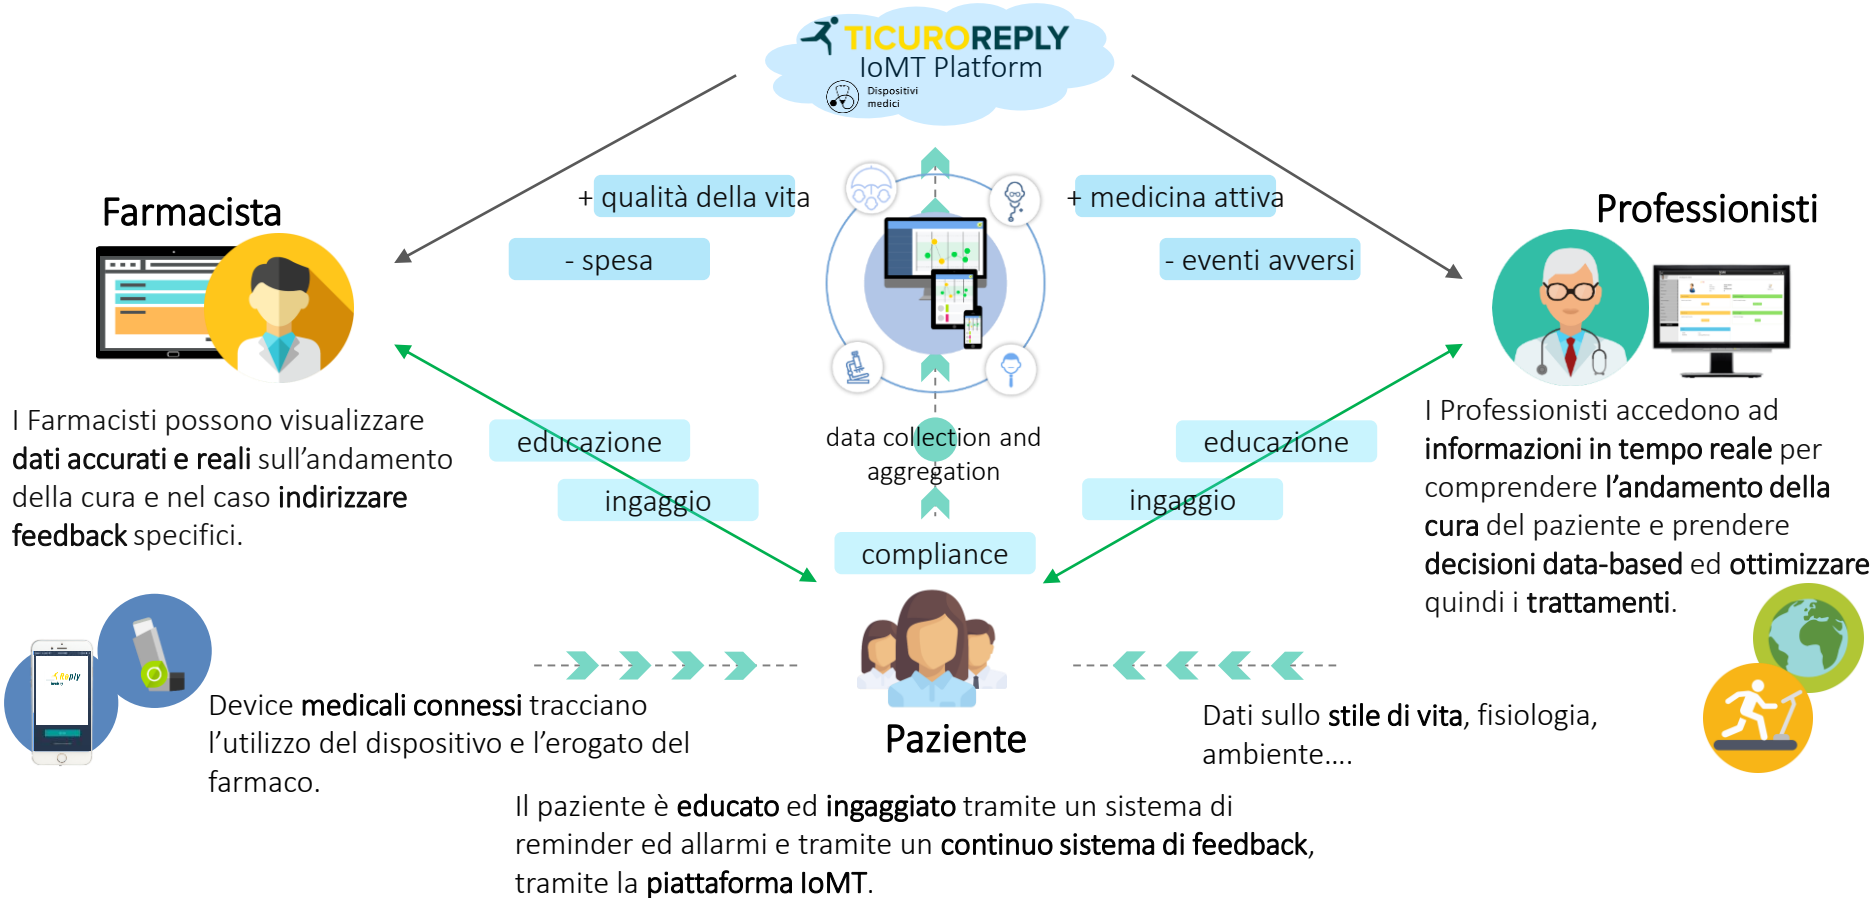 TICUROREPLY
IoMT Platform
Dispositivi
medici
+ qualità della vita
- spesa
+ medicina attiva
- eventi avversi
Farmacista
Professionisti
I Farmacisti possono visualizzare
dati accurati e reali sull'andamento
della cura e nel caso indirizzare
feedback specifici.
educazione
ingaggio
data collection and
aggregation
compliance
educazione
ingaggio
I Professionisti accedono ad
informazioni in tempo reale per
comprendere l'andamento della
cura del paziente e prendere
decisioni data-based ed ottimizzare
quindi i trattamenti.
Device medicali connessi tracciano
l'utilizzo del dispositivo e l'erogato del
farmaco.
Paziente
Dati sullo stile di vita, fisiologia,
ambiente....
Il paziente è educato ed ingaggiato tramite un sistema di
reminder ed allarmi e tramite un continuo sistema di feedback,
tramite la piattaforma IoMT.